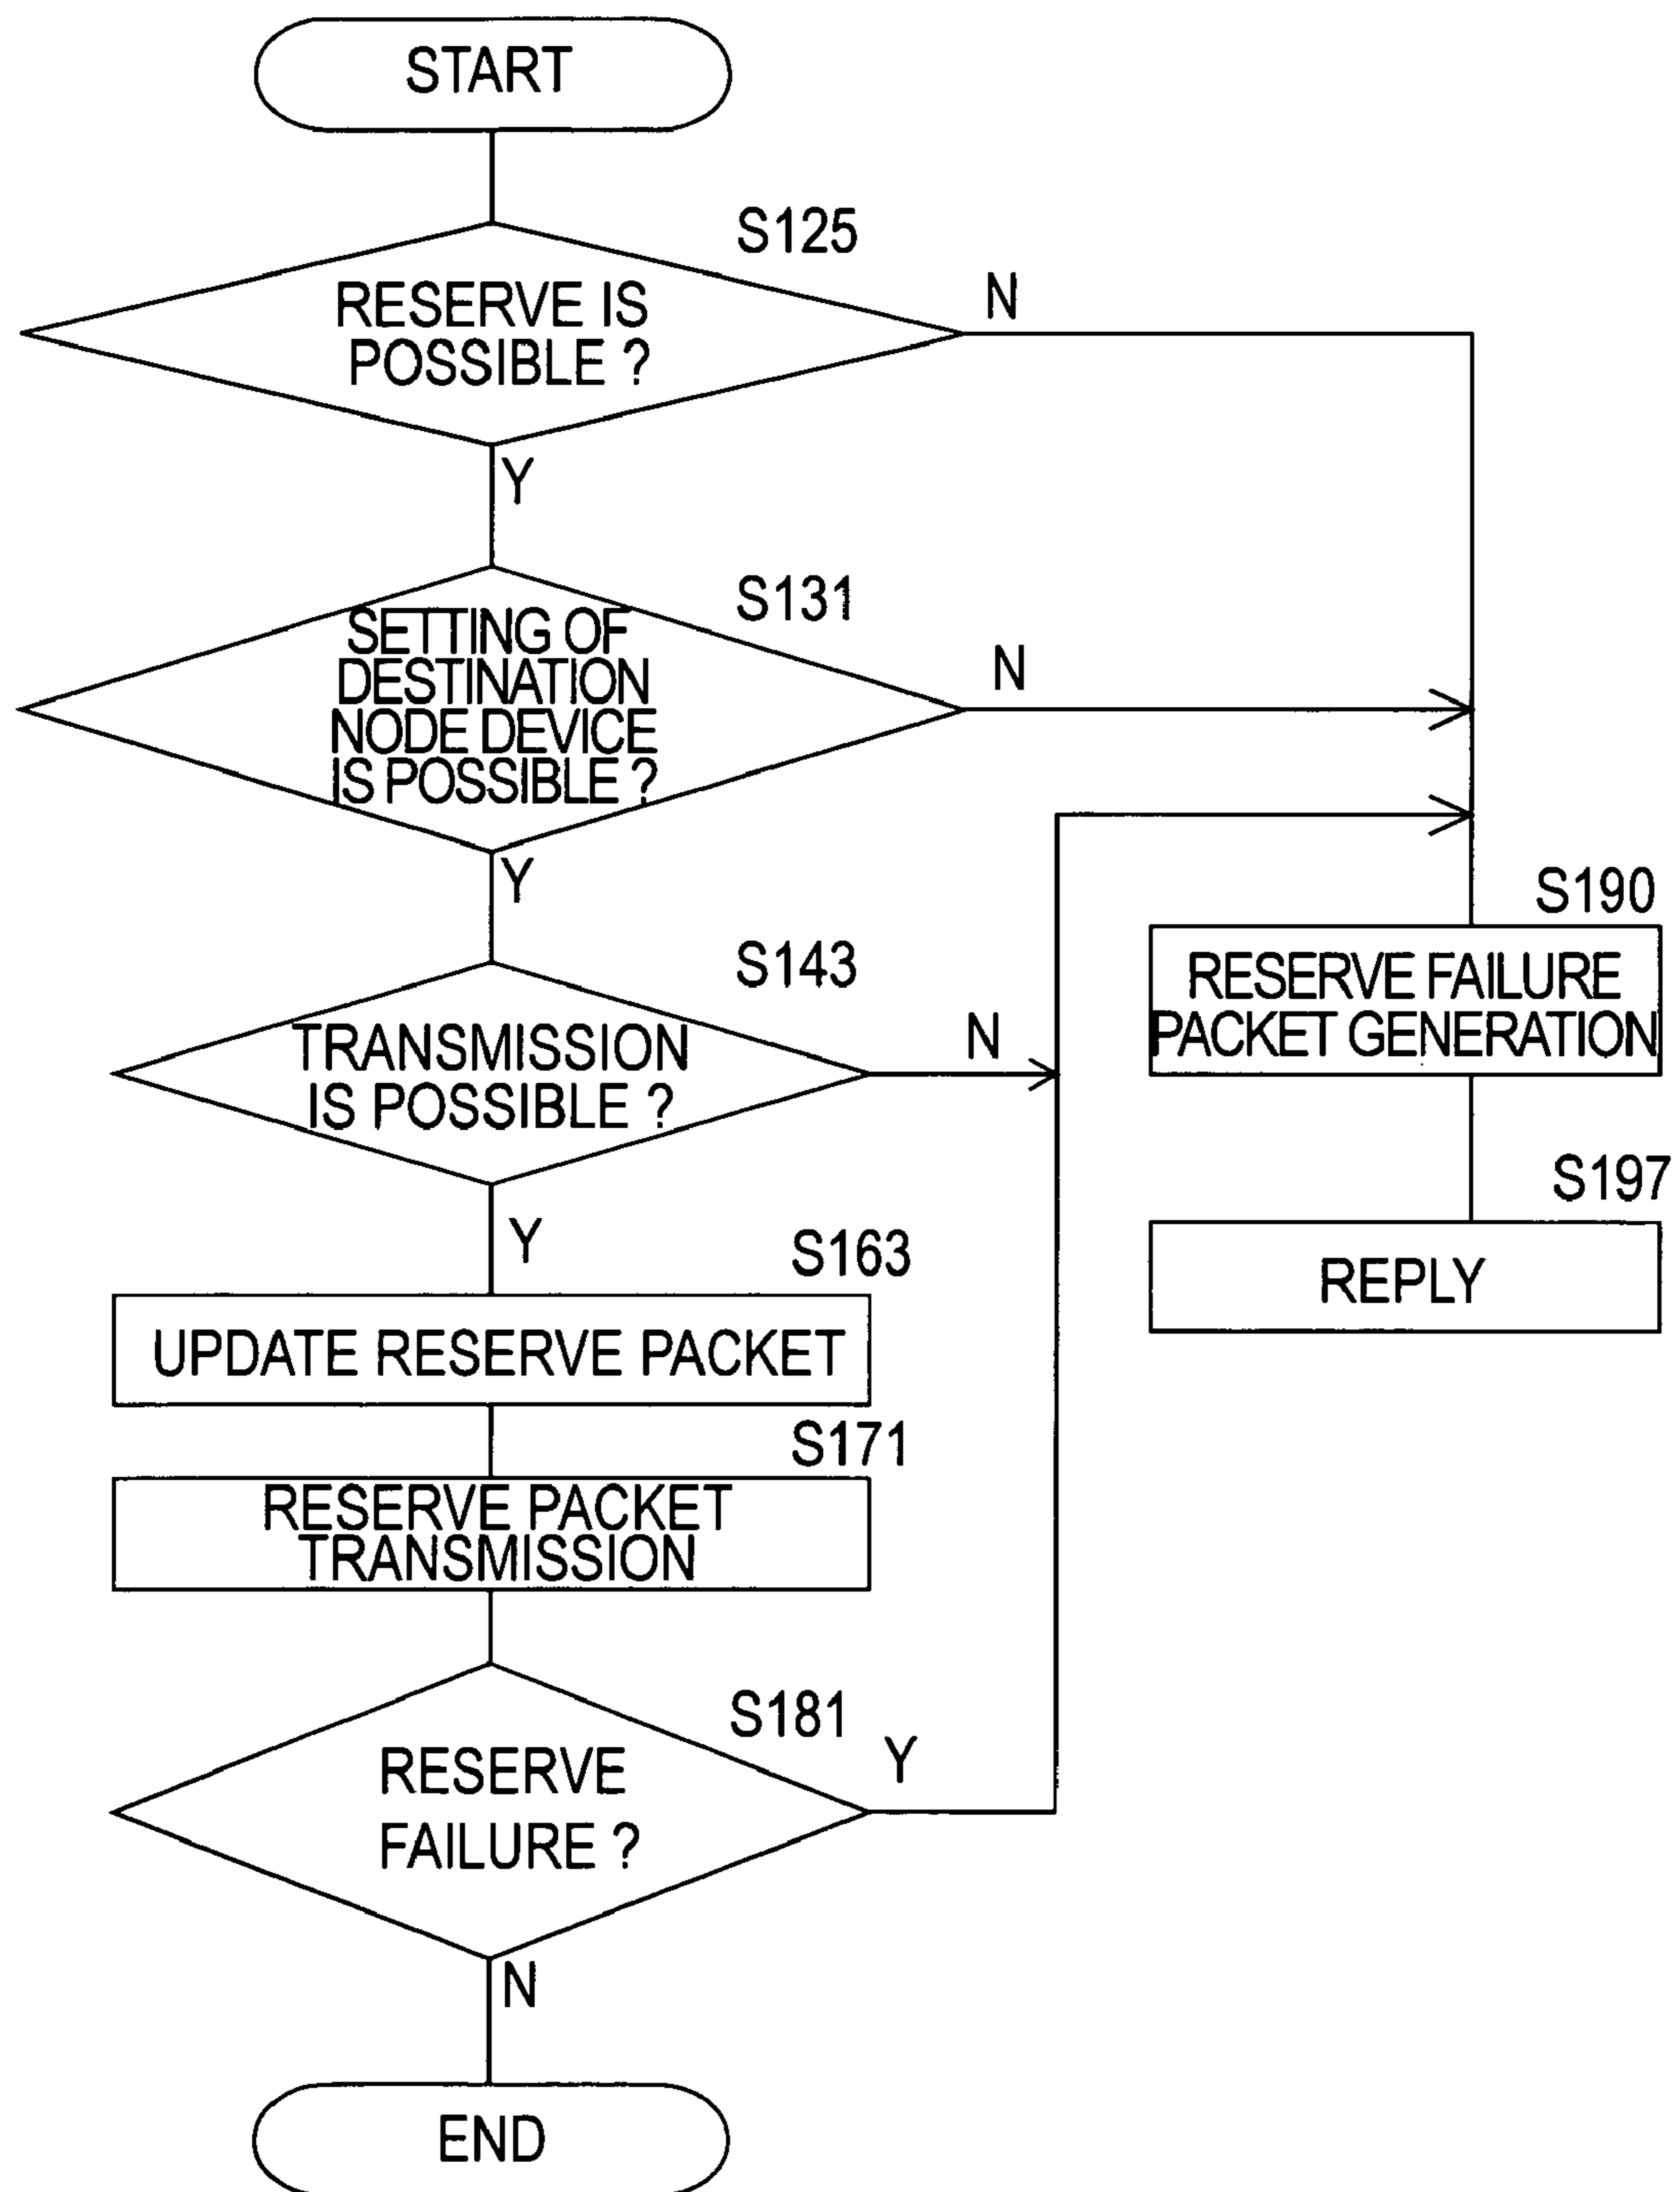 START
S125
RESERVE IS
POSSIBLE ?
N
Y
S131
SETTING OF
DESTINATION
NODE DEVICE
IS POSSIBLE ?
N
Y
S143
TRANSMISSION
IS POSSIBLE ?
N
Y
S163
UPDATE RESERVE PACKET
S171
RESERVE PACKET
TRANSMISSION
S181
RESERVE
FAILURE ?
Y
N
END
S190
RESERVE FAILURE
PACKET GENERATION
S197
REPLY